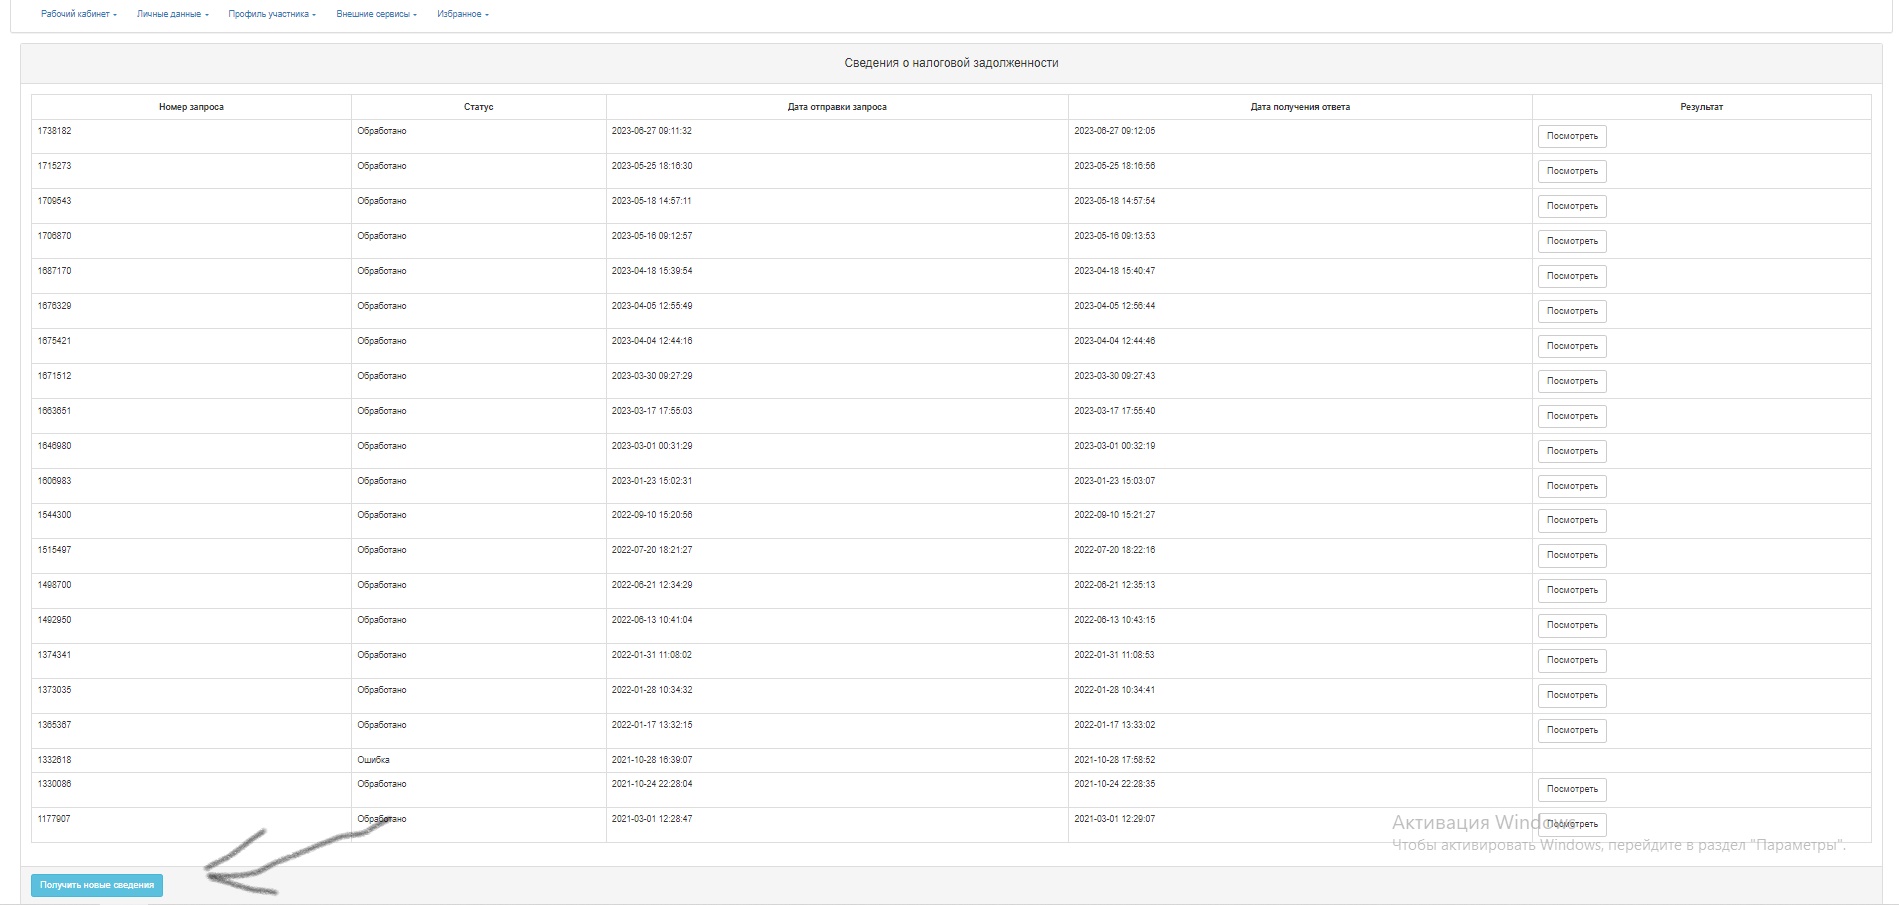 Рабочий кабинет Личные данные Профиль участника Внешние сервисы Избранное
Сведения о налоговой задолженности
Номер запроса Статус Дата отправки запроса Дата получения ответа Результат
1738182 Обработано 2023-06-27 09:11:32 2023-06-27 09:12:05 Посмотреть
1715273 Обработано 2023-05-25 18:16:30 2023-05-25 18:16:56 Посмотреть
1709543 Обработано 2023-05-18 14:57:11 2023-05-18 14:57:54 Посмотреть
1706870 Обработано 2023-05-16 09:12:57 2023-05-16 09:13:53 Посмотреть
1687170 Обработано 2023-04-18 15:39:54 2023-04-18 15:40:47 Посмотреть
1676329 Обработано 2023-04-05 12:55:49 2023-04-05 12:56:44 Посмотреть
1675421 Обработано 2023-04-04 12:44:16 2023-04-04 12:44:46 Посмотреть
1671512 Обработано 2023-03-30 09:27:29 2023-03-30 09:27:43 Посмотреть
1663651 Обработано 2023-03-17 17:55:03 2023-03-17 17:55:40 Посмотреть
1646980 Обработано 2023-03-01 00:31:29 2023-03-01 00:32:19 Посмотреть
1606983 Обработано 2023-01-23 15:02:31 2023-01-23 15:03:07 Посмотреть
1544300 Обработано 2022-09-10 15:20:56 2022-09-10 15:21:27 Посмотреть
1515497 Обработано 2022-07-20 18:21:27 2022-07-20 18:22:16 Посмотреть
1498700 Обработано 2022-06-21 12:34:29 2022-06-21 12:35:13 Посмотреть
1492950 Обработано 2022-06-13 10:41:04 2022-06-13 10:43:15 Посмотреть
1374341 Обработано 2022-01-31 11:08:02 2022-01-31 11:08:53 Посмотреть
1373035 Обработано 2022-01-28 10:34:32 2022-01-28 10:34:41 Посмотреть
1365367 Обработано 2022-01-17 13:32:15 2022-01-17 13:33:02 Посмотреть
1332618 Ошибка 2021-10-28 16:39:07 2021-10-28 17:58:52
1330086 Обработано 2021-10-24 22:28:04 2021-10-24 22:28:35 Посмотреть
1177907 Обработано 2021-03-01 12:28:47 2021-03-01 12:29:07 Посмотреть
Активация Windows
Чтобы активировать Windows, перейдите в раздел "Параметры".
Получить новые сведения